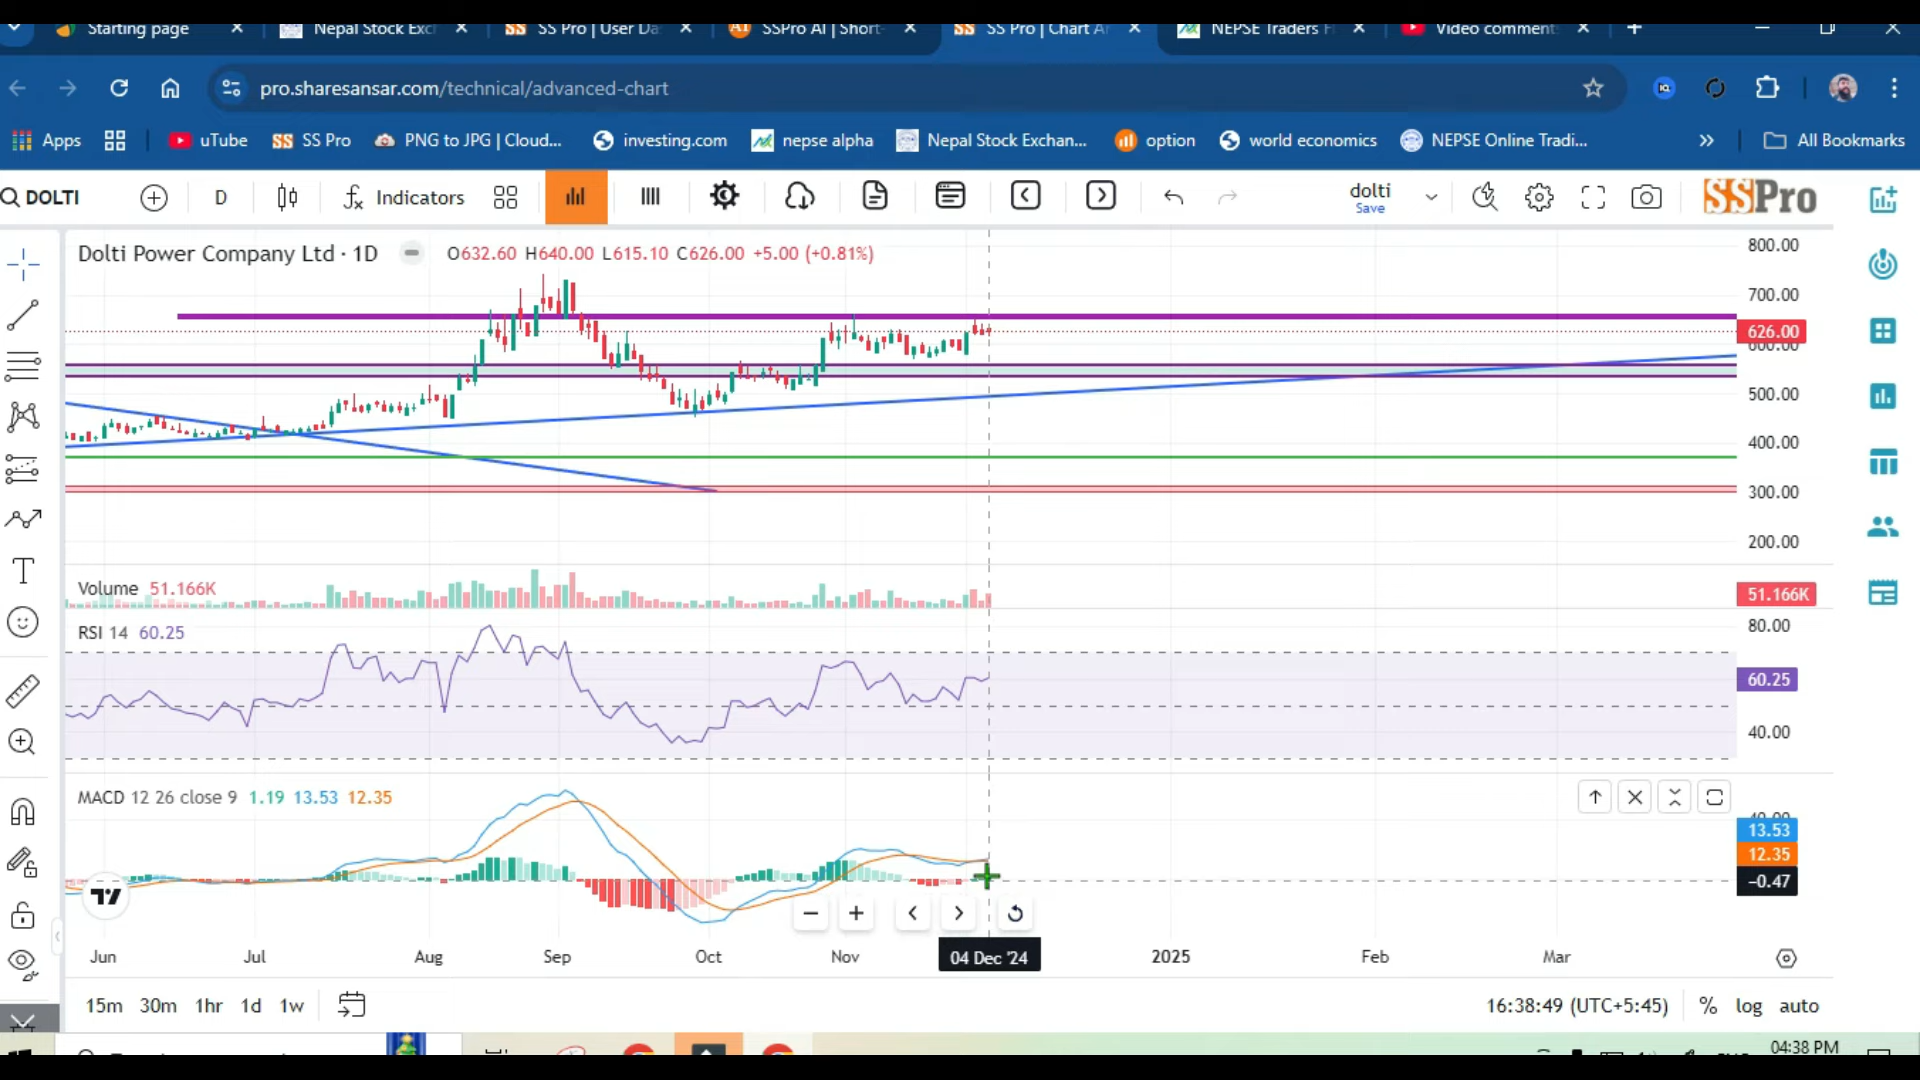 Starting page
Nepal Stock Excl
SS Pro | User Da
SSPro AI | Short-
SS Pro | Chart Ar
NEPSE Traders F
Video comment:
pro.sharesansar.com/technical/advanced-chart
Apps
uTube
SS SS Pro
PNG to JPG | Cloud...
investing.com
nepse alpha
Nepal Stock Exchan...
option
world economics
NEPSE Online Tradi...
All Bookmarks
DOLTI
D
Indicators
dolti
Save
SSPro
Dolti Power Company Ltd · 1D
O632.60 H640.00 L615.10 C626.00 +5.00 (+0.81%)
800.00
700.00
626.00
600.00
500.00
400.00
300.00
200.00
Volume 51.166K
51.166K
RSI 14 60.25
80.00
60.25
40.00
MACD 12 26 close 9 1.19 13.53 12.35
13.53
12.35
−0.47
Jun
Jul
Aug
Sep
Oct
Nov
04 Dec '24
2025
Feb
Mar
15m 30m 1hr 1d 1w
16:38:49 (UTC+5:45)
% log auto
04:38 PM